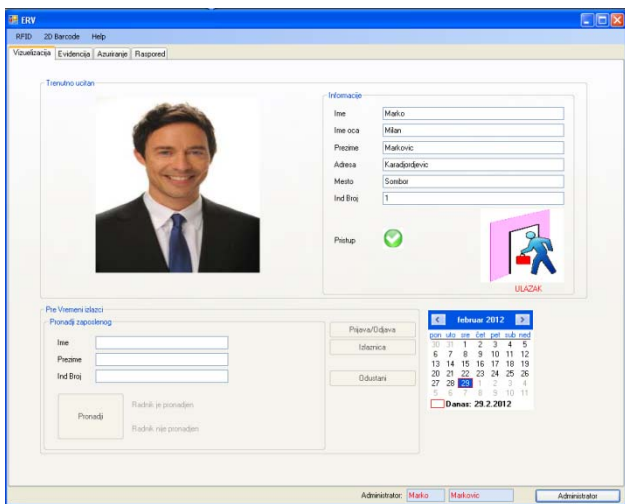 ERV
RFID 2D Barcode Help
Vizuelizacija Evidencija Azuriranje Raspored
Trenutno ucitan
Informacije
Ime Marko
Ime oca Milan
Prezime Markovic
Adresa Karadjordjevic
Mesto Sombor
Ind Broj 1
Pristup
ULAZAK
Pre Vremeni izlazci
Pronadji zaposlenog
Ime
Prezime
Ind Broj
Pronadji
Radnik je pronadjen
Radnik nije pronadjen
Prijava/Odjava
Izlaznica
Odustani
februar 2012
pon uto sre čet pet sub ned
30 31 1 2 3 4 5
6 7 8 9 10 11 12
13 14 15 16 17 18 19
20 21 22 23 24 25 26
27 28 29 1 2 3 4
5 6 7 8 9 10 11
Danas: 29.2.2012
Administrator: Marko Markovic Administrator